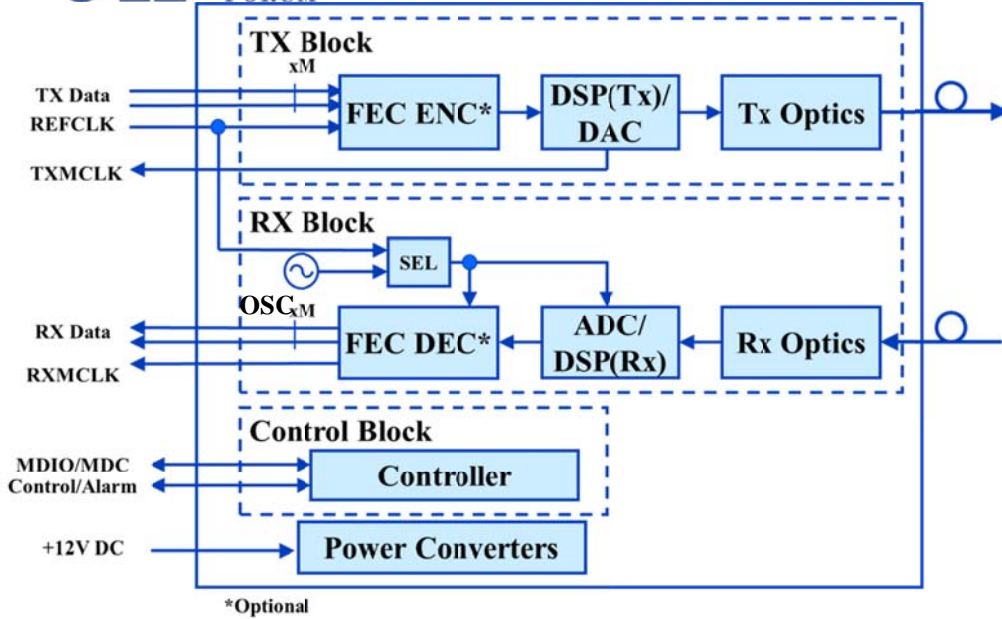 TX Block
xM
TX Data
REFCLK
TXMCLK
FEC ENC*
DSP(Tx)/
DAC
Tx Optics
RX Block
SEL
OSC
xM
RX Data
RXMCLK
FEC DEC*
ADC/
DSP(Rx)
Rx Optics
Control Block
MDIO/MDC
Control/Alarm
Controller
+12V DC
Power Converters
*Optional